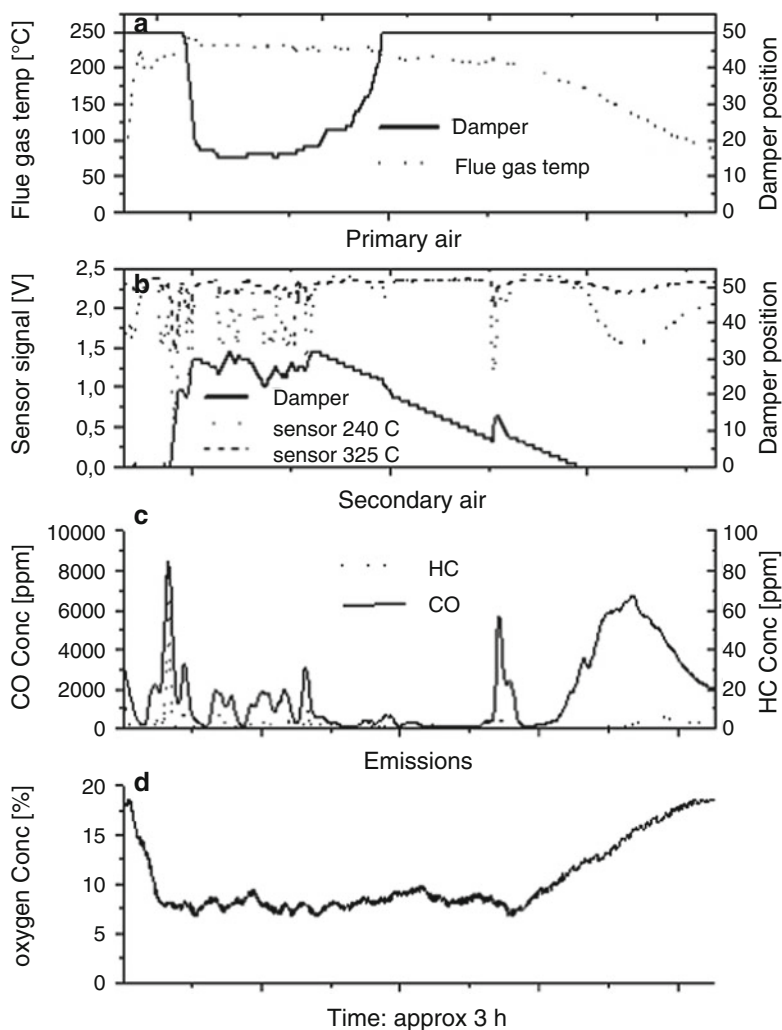 a
Flue gas temp [°C]
250
200
150
100
50
0
Damper
Flue gas temp
50
40
30
20
10
0
Damper position
Primary air
b
Sensor signal [V]
2,5
2.0
1.5
1,0
0,5
0,0
Damper
sensor 240 C
sensor 325 C
50
40
30
20
10
0
Damper position
Secondary air
c
CO Conc [ppm]
10000
8000
6000
4000
2000
0
HC
CO
100
80
60
40
20
0
HC Conc [ppm]
Emissions
d
oxygen Conc [%]
20
15
10
5
0
Time: approx 3 h